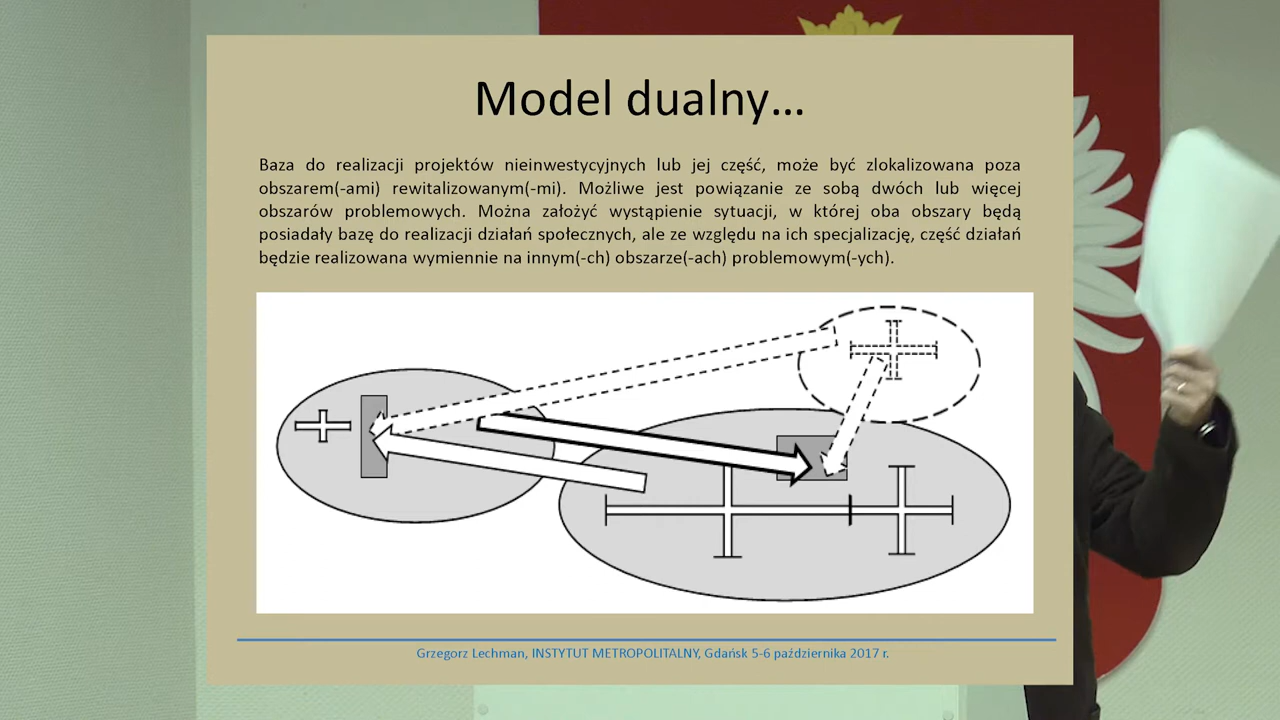 Model dualny...
Baza do realizacji projektów nieinwestycyjnych lub jej część, może być zlokalizowana poza
obszarem(-ami) rewitalizowanym(-mi). Możliwe jest powiązanie ze sobą dwóch lub więcej
obszarów problemowych. Można założyć wystąpienie sytuacji, w której oba obszary będą
posiadały bazę do realizacji działań społecznych, ale ze względu na ich specjalizację, część działań
będzie realizowana wymiennie na innym(-ch) obszarze(-ach) problemowym(-ych).
Grzegorz Lechman, INSTYTUT METROPOLITALNY, Gdańsk 5-6 października 2017 r.